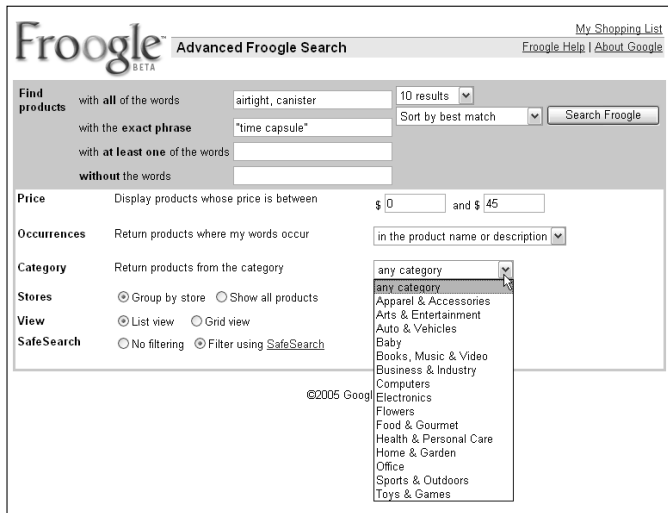 My Shopping List
Froogle™ BETA Advanced Froogle Search
Froogle Help | About Google
Find products
with all of the words airtight, canister 10 results
with the exact phrase "time capsule" Sort by best match Search Froogle
with at least one of the words
without the words
Price Display products whose price is between $ 0 and $ 45
Occurrences Return products where my words occur in the product name or description
Category Return products from the category any category
Stores Group by store Show all products
View List view Grid view
SafeSearch No filtering Filter using SafeSearch
any category
Apparel & Accessories
Arts & Entertainment
Auto & Vehicles
Baby
Books, Music & Video
Business & Industry
Computers
Electronics
Flowers
Food & Gourmet
Health & Personal Care
Home & Garden
Office
Sports & Outdoors
Toys & Games
©2005 Googl